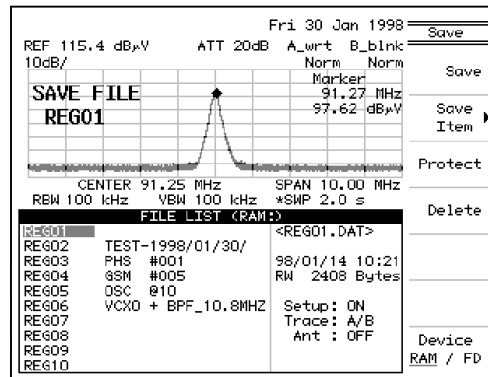 Fri 30 Jan 1998
REF 115.4 dBμV ATT 20dB A_wrt B_blnk
10dB/ Norm Norm
Marker
91.27 MHz
97.62 dBμV
SAVE FILE
REG01
CENTER 91.25 MHz SPAN 10.00 MHz
RBW 100 kHz VBW 100 kHz *SWP 2.0 s
FILE LIST (RAM:)
REG01
REG02 TEST-1998/01/30/
REG03 PHS #001
REG04 GSM #005
REG05 OSC @10
REG06 VCXO + BPF_10.8MHZ
REG07
REG08
REG09
REG10
<REG01.DAT>
98/01/14 10:21
RW 2408 Bytes
Setup: ON
Trace: A/B
Ant : OFF
Save
Save
Save
Item
Protect
Delete
Device
RAM / FD